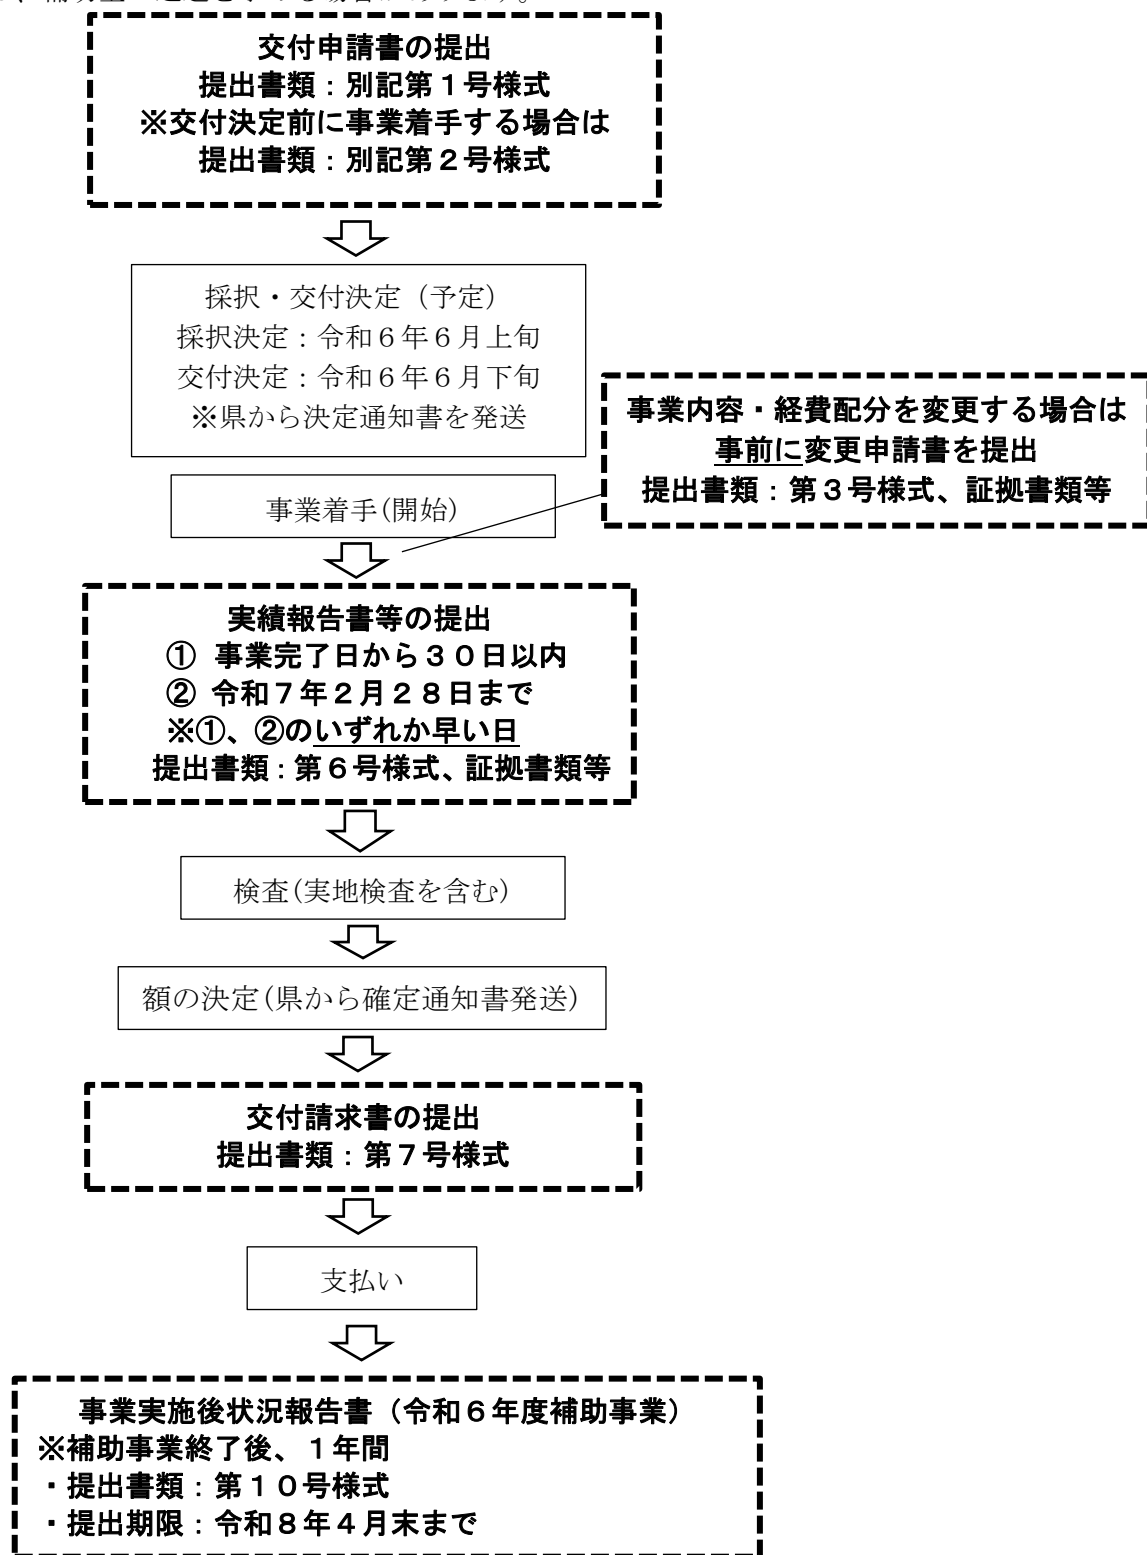 交付申請書の提出
提出書類：別記第１号様式
※交付決定前に事業着手する場合は
提出書類：別記第２号様式
採択・交付決定（予定）
採択決定：令和６年６月上旬
交付決定：令和６年６月下旬
※県から決定通知書を発送
事業内容・経費配分を変更する場合は
事前に変更申請書を提出
提出書類：第３号様式、証拠書類等
事業着手(開始)
実績報告書等の提出
① 事業完了日から３０日以内
② 令和７年２月２８日まで
※①、②のいずれか早い日
提出書類：第６号様式、証拠書類等
検査(実地検査を含む)
額の決定(県から確定通知書発送)
交付請求書の提出
提出書類：第７号様式
支払い
事業実施後状況報告書（令和６年度補助事業）
※補助事業終了後、１年間
・提出書類：第１０号様式
・提出期限：令和８年４月末まで